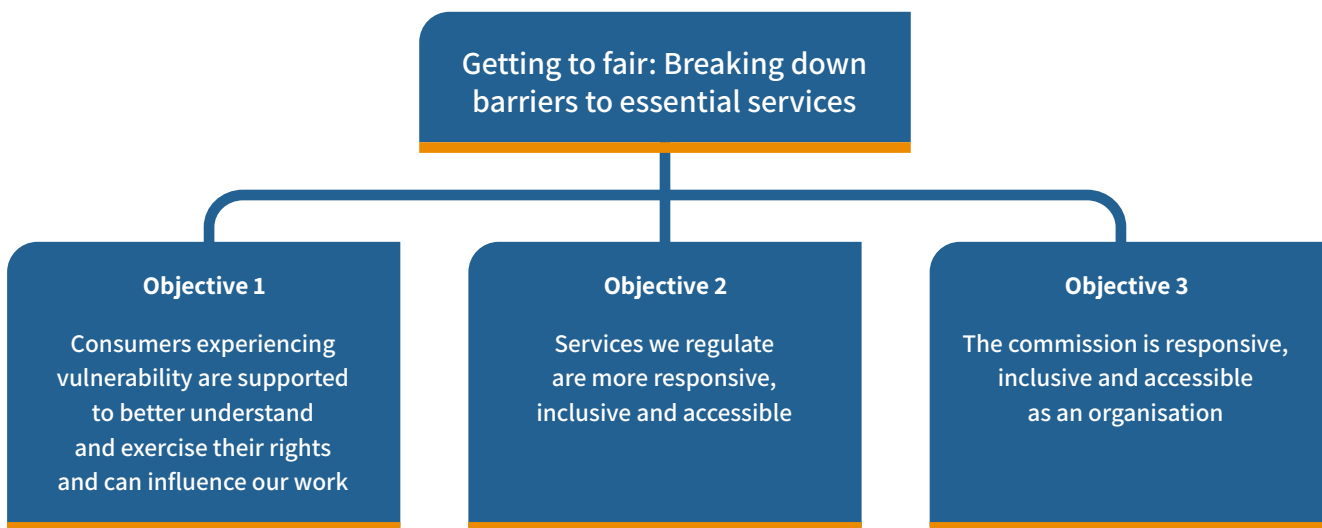 Getting to fair: Breaking down
barriers to essential services
Objective 1
Consumers experiencing
vulnerability are supported
to better understand
and exercise their rights
and can influence our work
Objective 2
Services we regulate
are more responsive,
inclusive and accessible
Objective 3
The commission is responsive,
inclusive and accessible
as an organisation